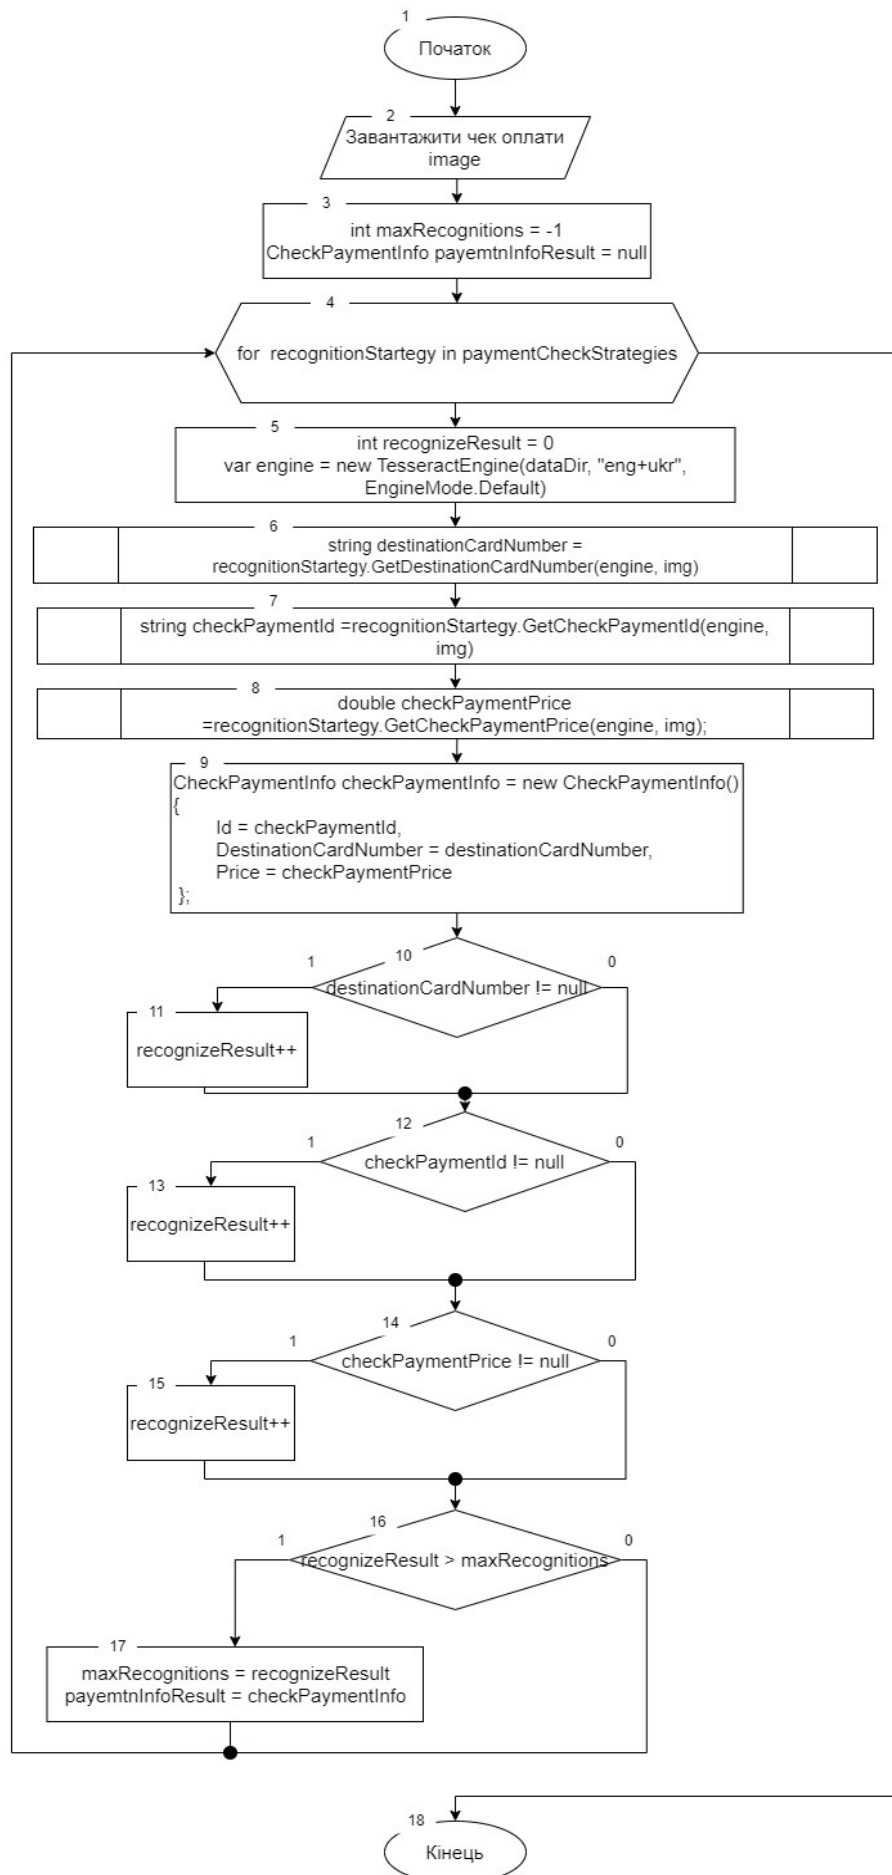 1
Початок
2
Завантажити чек оплати
image
3
int maxRecognitions = -1
CheckPaymentInfo payemtnInfoResult = null
4
for recognitionStartegy in paymentCheckStrategies
5
int recognizeResult = 0
var engine = new TesseractEngine(dataDir, "eng+ukr",
EngineMode.Default)
6
string destinationCardNumber =
recognitionStartegy.GetDestinationCardNumber(engine, img)
7
string checkPaymentId =recognitionStartegy.GetCheckPaymentId(engine,
img)
8
double checkPaymentPrice
=recognitionStartegy.GetCheckPaymentPrice(engine, img);
9
CheckPaymentInfo checkPaymentInfo = new CheckPaymentInfo()
{
Id = checkPaymentId,
DestinationCardNumber = destinationCardNumber,
Price = checkPaymentPrice
};
10
1
0
destinationCardNumber != null
11
recognizeResult++
12
1
0
checkPaymentId != null
13
recognizeResult++
14
1
0
checkPaymentPrice != null
15
recognizeResult++
16
1
0
recognizeResult > maxRecognitions
17
maxRecognitions = recognizeResult
payemtnInfoResult = checkPaymentInfo
18
Кінець